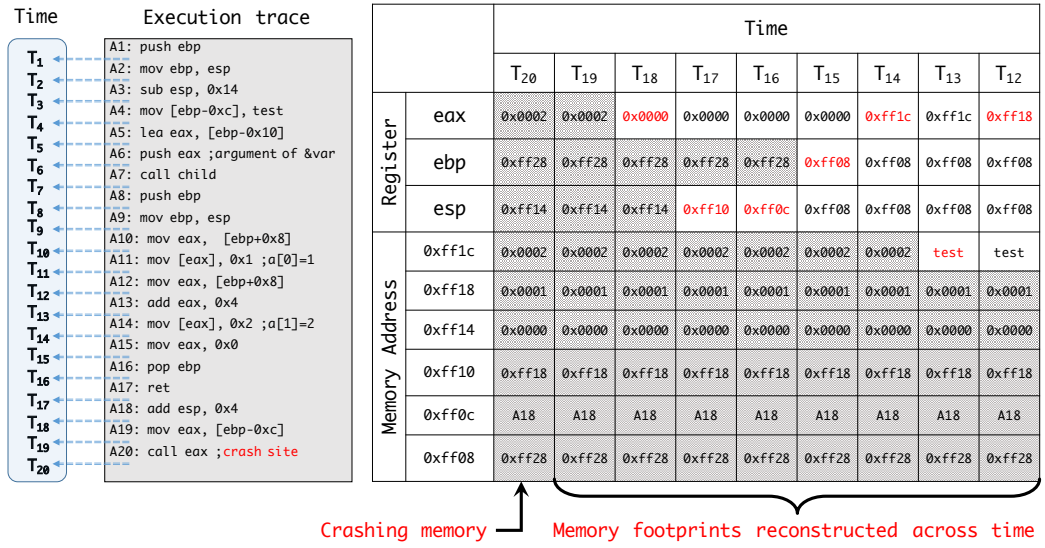 Time
Execution trace
T1
T2
T3
T4
T5
T6
T7
T8
T9
T10
T11
T12
T13
T14
T15
T16
T17
T18
T19
T20
A1: push ebp
A2: mov ebp, esp
A3: sub esp, 0x14
A4: mov [ebp-0xc], test
A5: lea eax, [ebp-0x10]
A6: push eax ;argument of &var
A7: call child
A8: push ebp
A9: mov ebp, esp
A10: mov eax, [ebp+0x8]
A11: mov [eax], 0x1 ;a[0]=1
A12: mov eax, [ebp+0x8]
A13: add eax, 0x4
A14: mov [eax], 0x2 ;a[1]=2
A15: mov eax, 0x0
A16: pop ebp
A17: ret
A18: add esp, 0x4
A19: mov eax, [ebp-0xc]
A20: call eax ;crash site
Time
T20 T19 T18 T17 T16 T15 T14 T13 T12
Register
eax 0x0002 0x0002 0x0000 0x0000 0x0000 0x0000 0xff1c 0xff1c 0xff18
ebp 0xff28 0xff28 0xff28 0xff28 0xff28 0xff08 0xff08 0xff08 0xff08
esp 0xff14 0xff14 0xff14 0xff10 0xff0c 0xff08 0xff08 0xff08 0xff08
Memory Address
0xff1c 0x0002 0x0002 0x0002 0x0002 0x0002 0x0002 0x0002 test test
0xff18 0x0001 0x0001 0x0001 0x0001 0x0001 0x0001 0x0001 0x0001 0x0001
0xff14 0x0000 0x0000 0x0000 0x0000 0x0000 0x0000 0x0000 0x0000 0x0000
0xff10 0xff18 0xff18 0xff18 0xff18 0xff18 0xff18 0xff18 0xff18 0xff18
0xff0c A18 A18 A18 A18 A18 A18 A18 A18 A18
0xff08 0xff28 0xff28 0xff28 0xff28 0xff28 0xff28 0xff28 0xff28 0xff28
Crashing memory
Memory footprints reconstructed across time